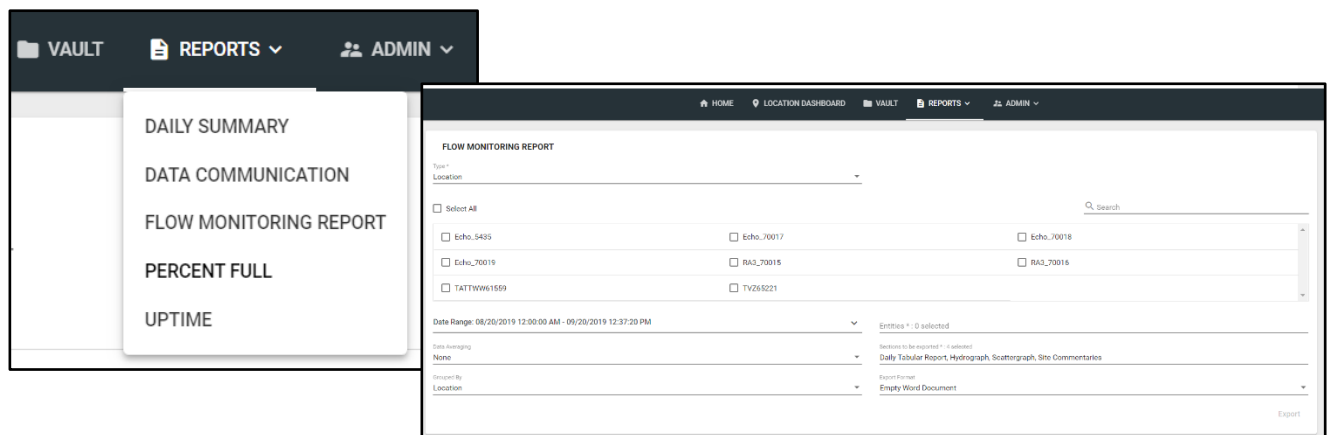 VAULT REPORTS ADMIN
DAILY SUMMARY
DATA COMMUNICATION
FLOW MONITORING REPORT
PERCENT FULL
UPTIME
HOME LOCATION DASHBOARD VAULT REPORTS ADMIN
FLOW MONITORING REPORT
Type *
Location
Select All
Search
Echo_5435 Echo_70017 Echo_70018
Echo_70019 RA3_70015 RA3_70016
TATTWW61559 TVZ65221
Date Range: 08/20/2019 12:00:00 AM - 09/20/2019 12:37:20 PM
Entities * : 0 selected
Data Averaging
None
Sections to be exported * : 4 selected
Daily Tabular Report, Hydrograph, Scattergraph, Site Commentaries
Grouped By
Location
Export Format
Empty Word Document
Export